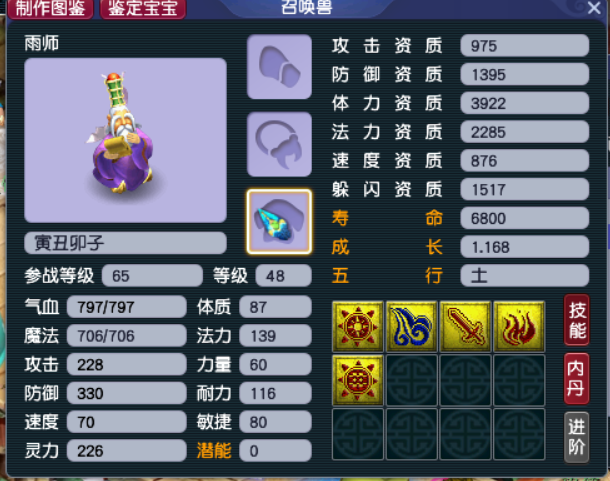 制作图鉴 鉴定宝宝 召唤兽
雨师
攻击资质 975
防御资质 1395
体力资质 3922
法力资质 2285
速度资质 876
躲闪资质 1517
寿命 6800
成长 1.168
五行 土
寅丑卯子
参战等级 65 等级 48
气血 797/797 体质 87
魔法 706/706 法力 139
攻击 228 力量 60
防御 330 耐力 116
速度 70 敏捷 80
灵力 226 潜能 0
技能
内丹
进阶